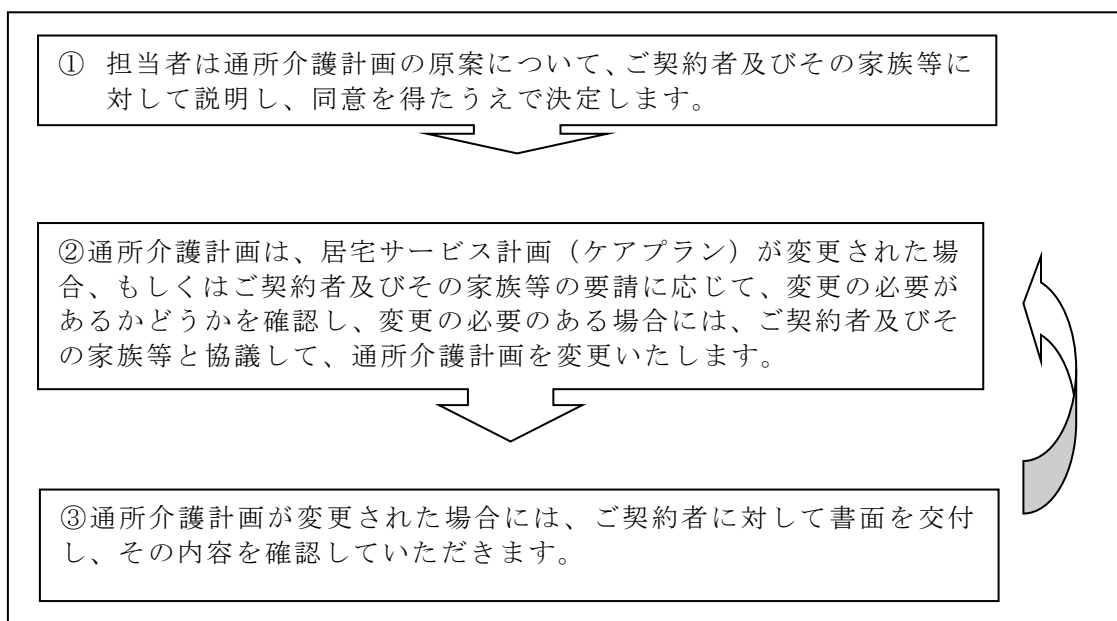 ① 担当者は通所介護計画の原案について、ご契約者及びその家族等に
対して説明し、同意を得たうえで決定します。
②通所介護計画は、居宅サービス計画（ケアプラン）が変更された場
合、もしくはご契約者及びその家族等の要請に応じて、変更の必要が
あるかどうかを確認し、変更の必要のある場合には、ご契約者及びそ
の家族等と協議して、通所介護計画を変更いたします。
③通所介護計画が変更された場合には、ご契約者に対して書面を交付
し、その内容を確認していただきます。